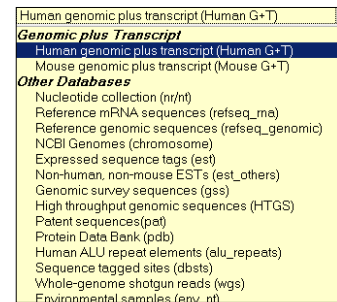 Human genomic plus transcript (Human G+T)
Genomic plus Transcript
Human genomic plus transcript (Human G+T)
Mouse genomic plus transcript (Mouse G+T)
Other Databases
Nucleotide collection (nr/nt)
Reference mRNA sequences (refseq_rna)
Reference genomic sequences (refseq_genomic)
NCBI Genomes (chromosome)
Expressed sequence tags (est)
Non-human, non-mouse ESTs (est_others)
Genomic survey sequences (gss)
High throughput genomic sequences (HTGS)
Patent sequences(pat)
Protein Data Bank (pdb)
Human ALU repeat elements (alu_repeats)
Sequence tagged sites (dbsts)
Whole-genome shotgun reads (wgs)
Environmental samples (env_nt)